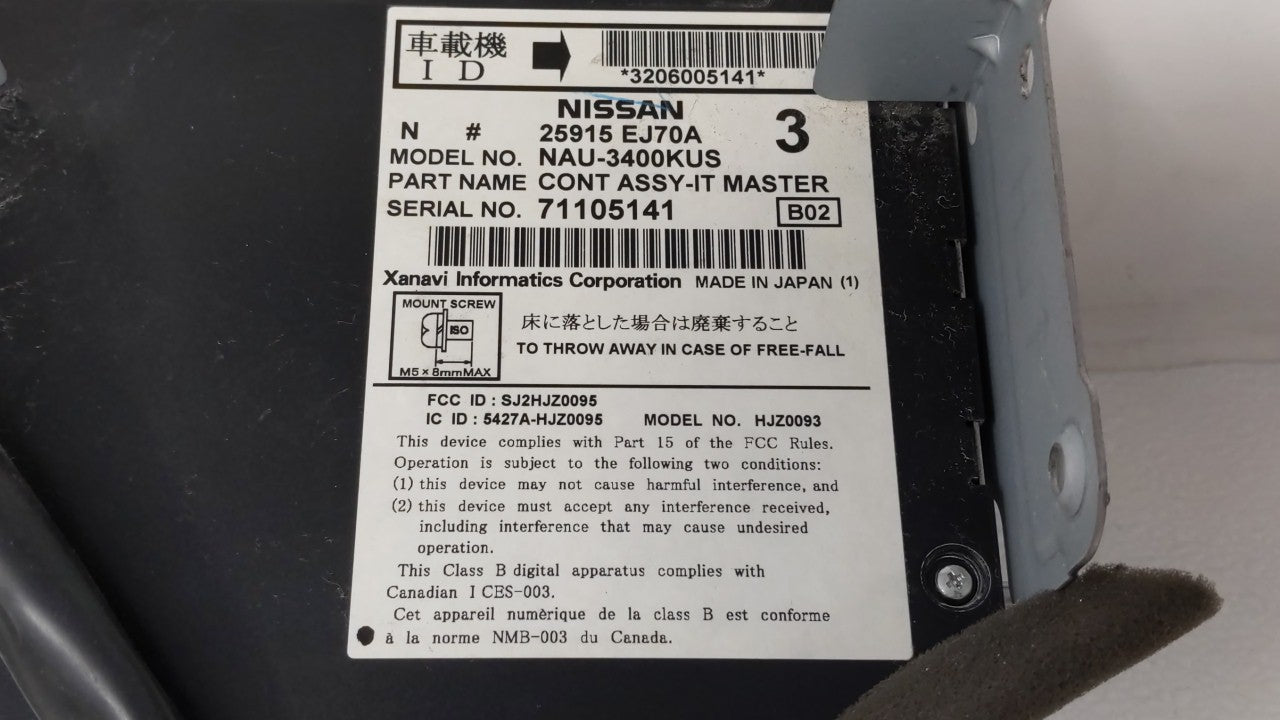 車載機
I D
*3206005141*
NISSAN
N # 25915 EJ70A 3
MODEL NO. NAU-3400KUS
PART NAME CONT ASSY-IT MASTER
SERIAL NO. 71105141 B02
Xanavi Informatics Corporation MADE IN JAPAN (1)
MOUNT SCREW
ISO
M5 × 8mmMAX
床に落とした場合は廃棄すること
TO THROW AWAY IN CASE OF FREE-FALL
FCC ID : SJ2HJZ0095
IC ID : 5427A-HJZ0095 MODEL NO. HJZ0093
This device complies with Part 15 of the FCC Rules.
Operation is subject to the following two conditions:
(1) this device may not cause harmful interference, and
(2) this device must accept any interference received,
including interference that may cause undesired
operation.
This Class B digital apparatus complies with
Canadian I CES-003.
Cet appareil numèrique de la class B est conforme
à la norme NMB-003 du Canada.